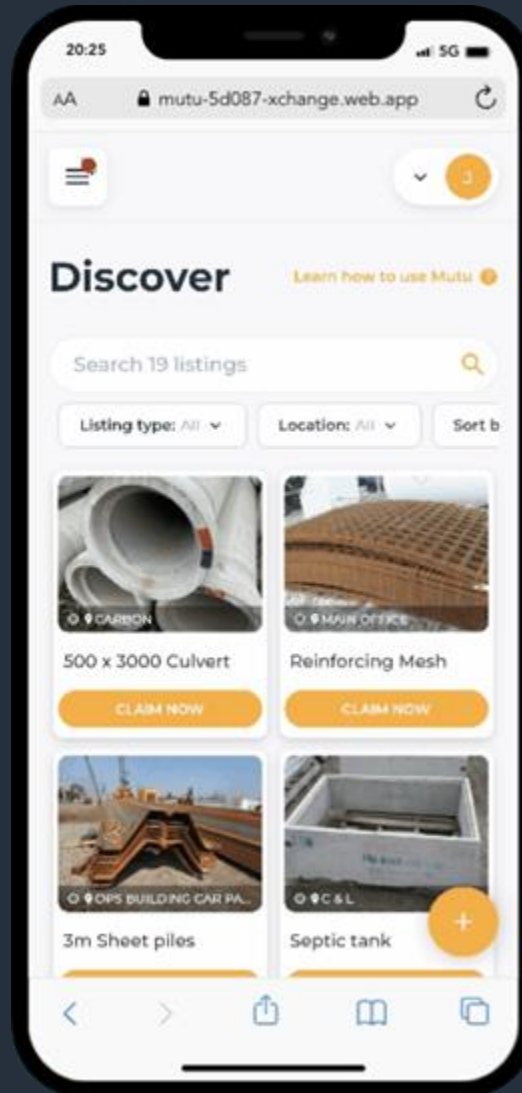 20:25
5G
AA mutu-5d087-xchange.web.app
J
Discover
Learn how to use Mutu ?
Search 19 listings
Listing type: All
Location: All
Sort b
CARBON
MAIN OFFICE
500 x 3000 Culvert
Reinforcing Mesh
CLAIM NOW
CLAIM NOW
OPS BUILDING CAR PA...
C & L
3m Sheet piles
Septic tank
+